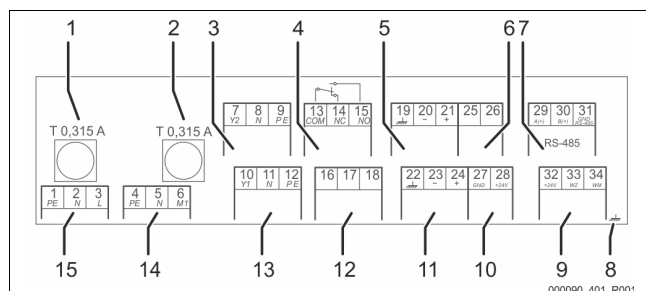 1 2 3 4 5 6 7
T 0,315 A T 0,315 A
7 8 9 13 14 15 19 20 21 25 26 29 30 31
Y2 N PE COM NC NO − + A(+) B(+) GND RS-485
RS-485
1 2 3 4 5 6 10 11 12 16 17 18 22 23 24 27 28 32 33 34
PE N L PE N M1 Y1 N PE − + GND +24V +24V WZ WM
15 14 13 12 11 10 9 8
000090_401_R001